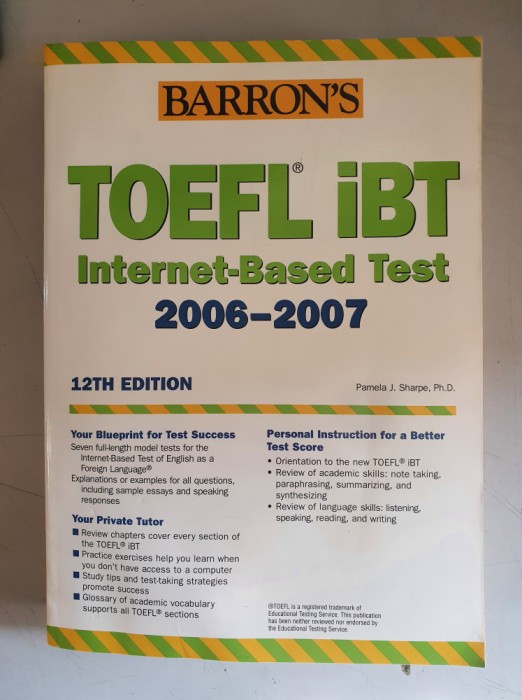 BARRON'S
TOEFL® iBT
Internet-Based Test
2006-2007
12TH EDITION
Pamela J. Sharpe, Ph.D.
Your Blueprint for Test Success
Seven full-length model tests for the
Internet-Based Test of English as a
Foreign Language®
Explanations or examples for all questions,
including sample essays and speaking
responses
Your Private Tutor
■ Review chapters cover every section of
the TOEFL® iBT
■ Practice exercises help you learn when
you don't have access to a computer
■ Study tips and test-taking strategies
promote success
■ Glossary of academic vocabulary
supports all TOEFL® sections
Personal Instruction for a Better
Test Score
• Orientation to the new TOEFL® iBT
• Review of academic skills: note taking,
paraphrasing, summarizing, and
synthesizing
• Review of language skills: listening,
speaking, reading, and writing
®TOEFL is a registered trademark of
Educational Testing Service. This publication
has been neither reviewed nor endorsed by
the Educational Testing Service.